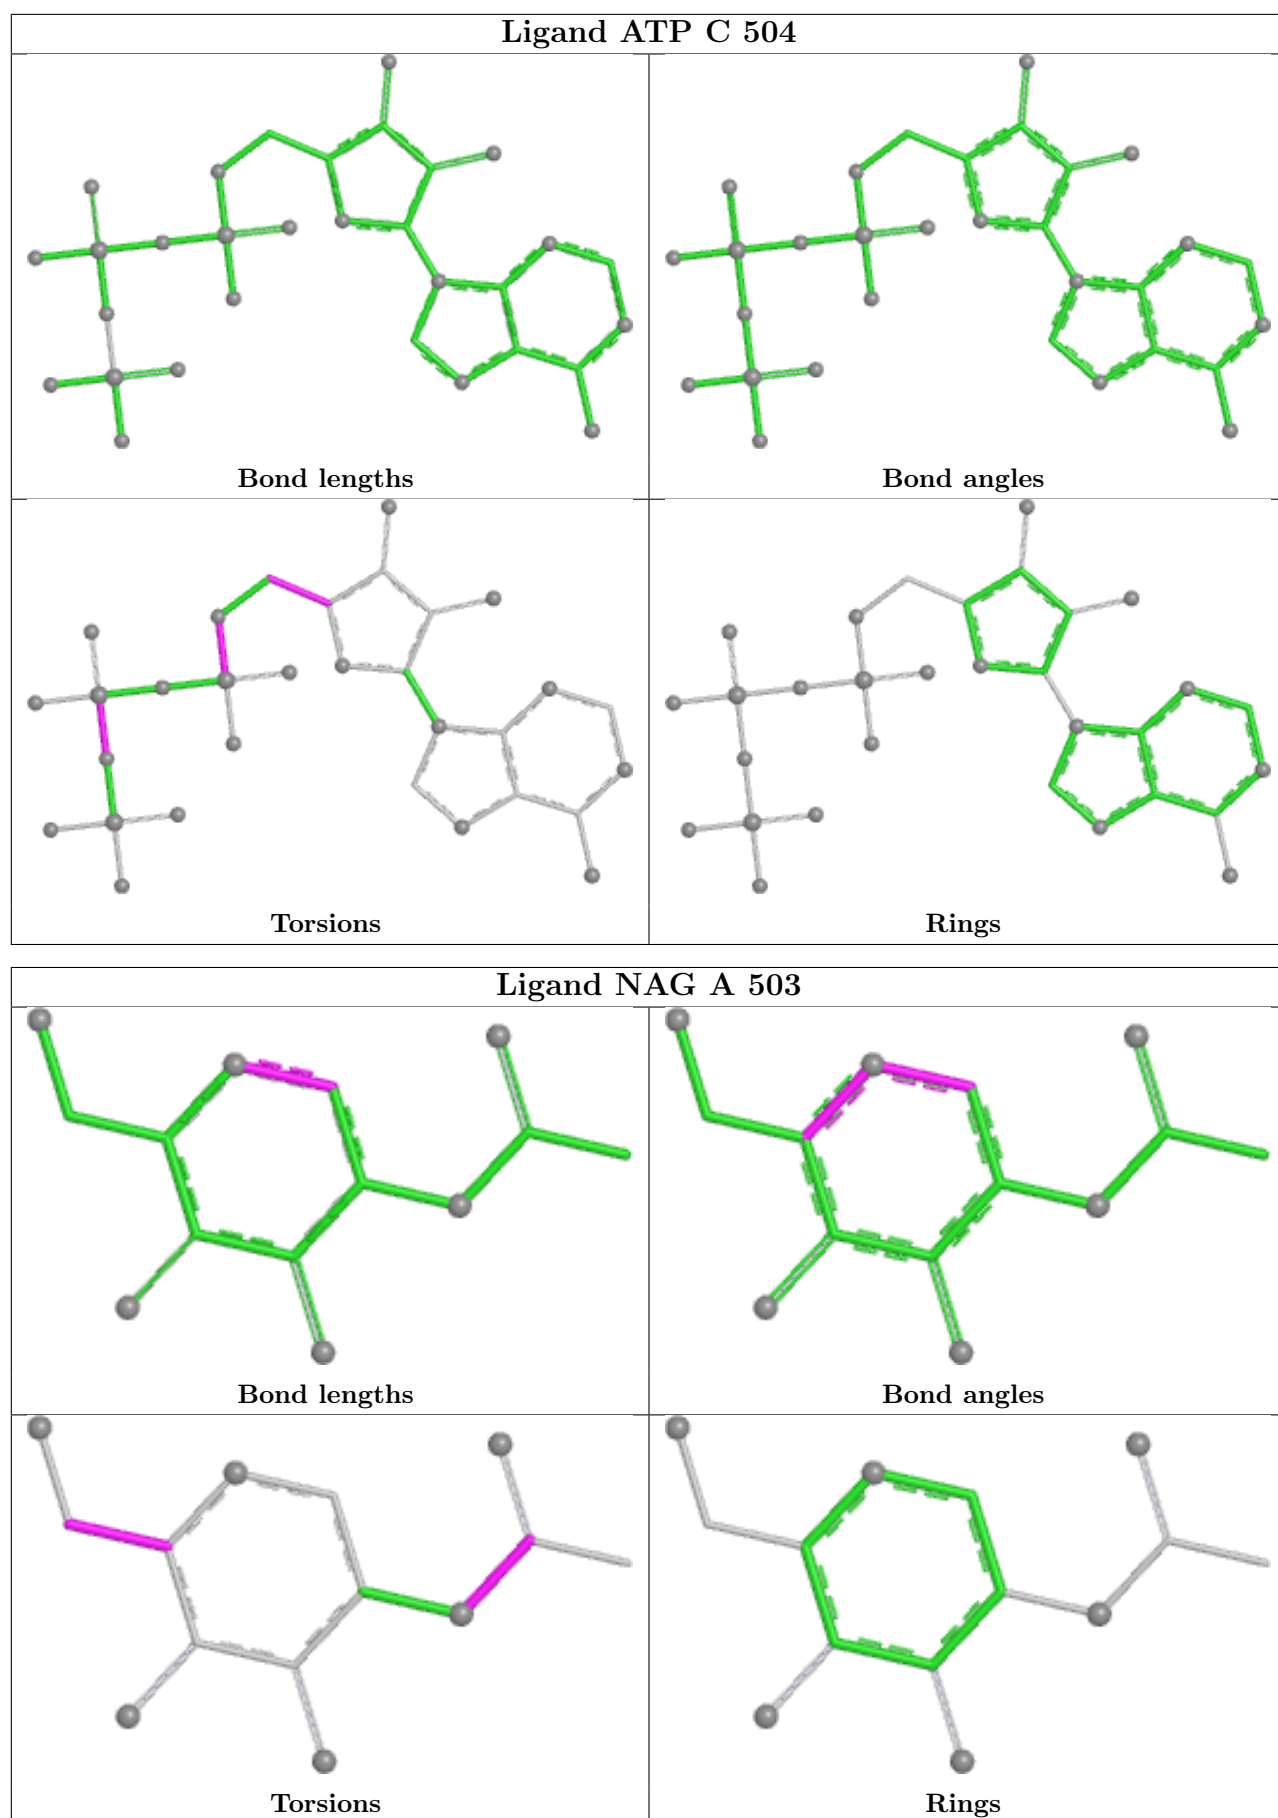 Ligand ATP C 504
Bond lengths
Bond angles
Torsions
Rings
Ligand NAG A 503
Bond lengths
Bond angles
Torsions
Rings